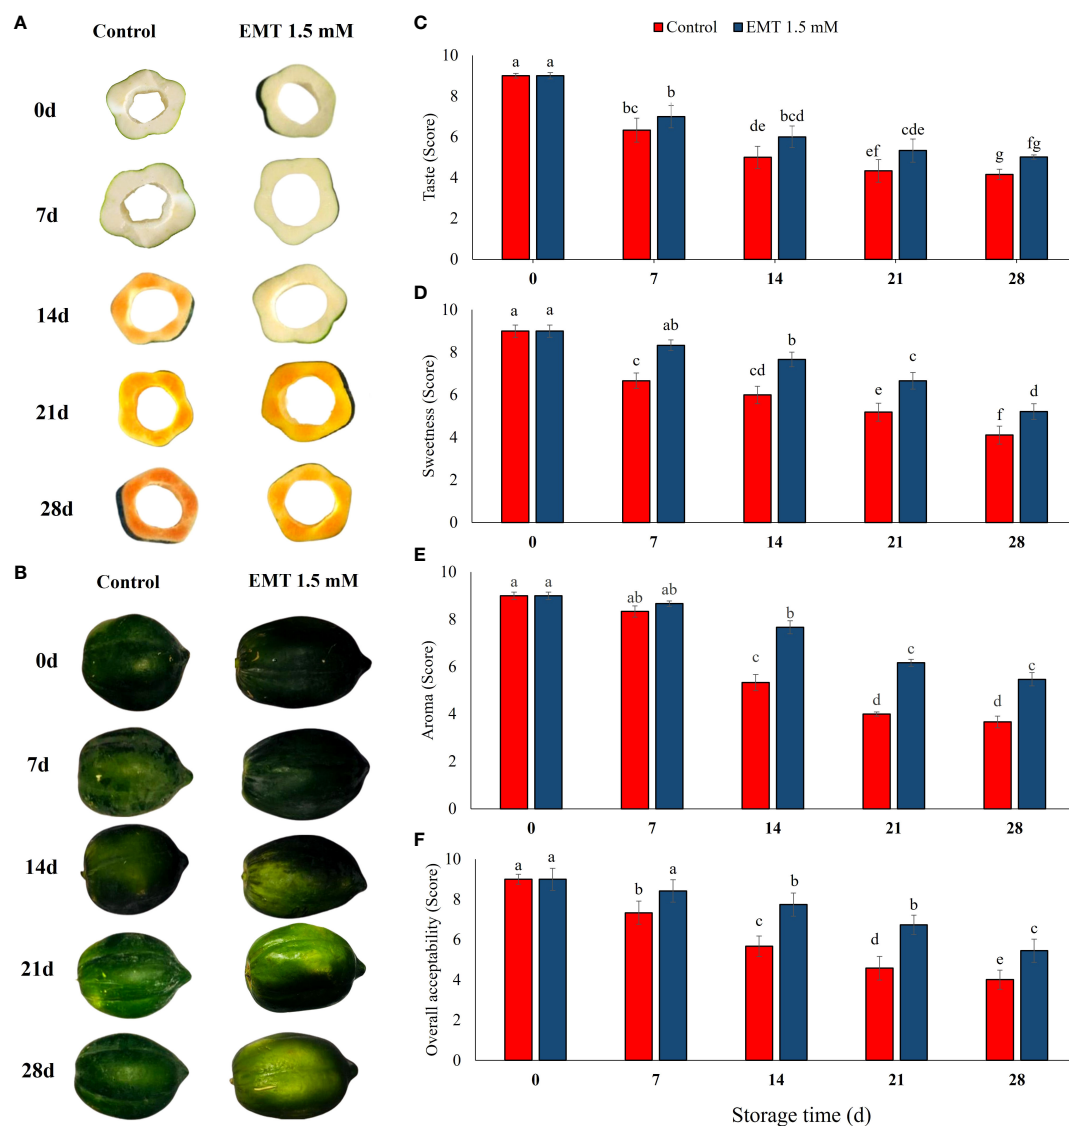 A
Control EMT 1.5 mM
0d
7d
14d
21d
28d
B
Control EMT 1.5 mM
0d
7d
14d
21d
28d
C
Control EMT 1.5 mM
Taste (Score)
10
8
6
4
2
0
a a bc b de bcd ef cde g fg
0 7 14 21 28
D
Sweetness (Score)
10
8
6
4
2
0
a a c ab cd b e c f d
0 7 14 21 28
E
Aroma (Score)
10
8
6
4
2
0
a a ab ab c b d c d c
0 7 14 21 28
F
Overall acceptability (Score)
10
8
6
4
2
0
a a b a c b d b e c
0 7 14 21 28
Storage time (d)